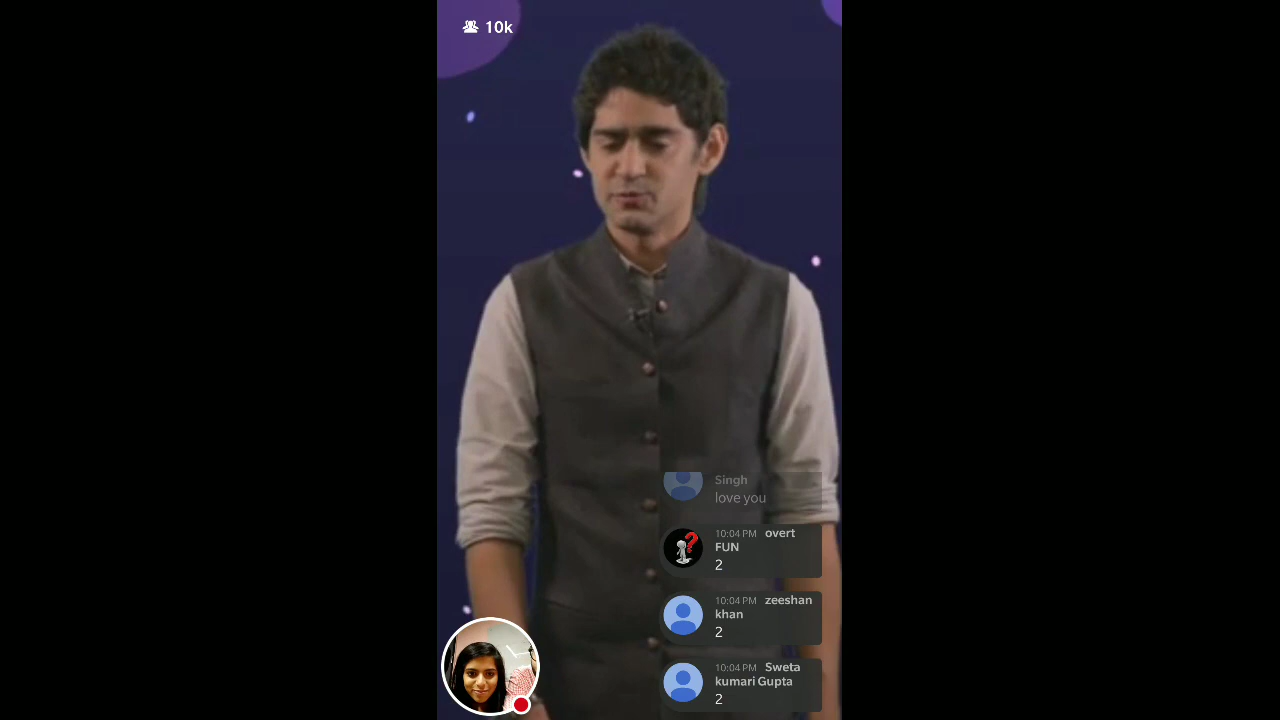 10k
Singh
love you
10:04 PM overt
FUN
2
10:04 PM zeeshan
khan
2
10:04 PM Sweta
kumari Gupta
2